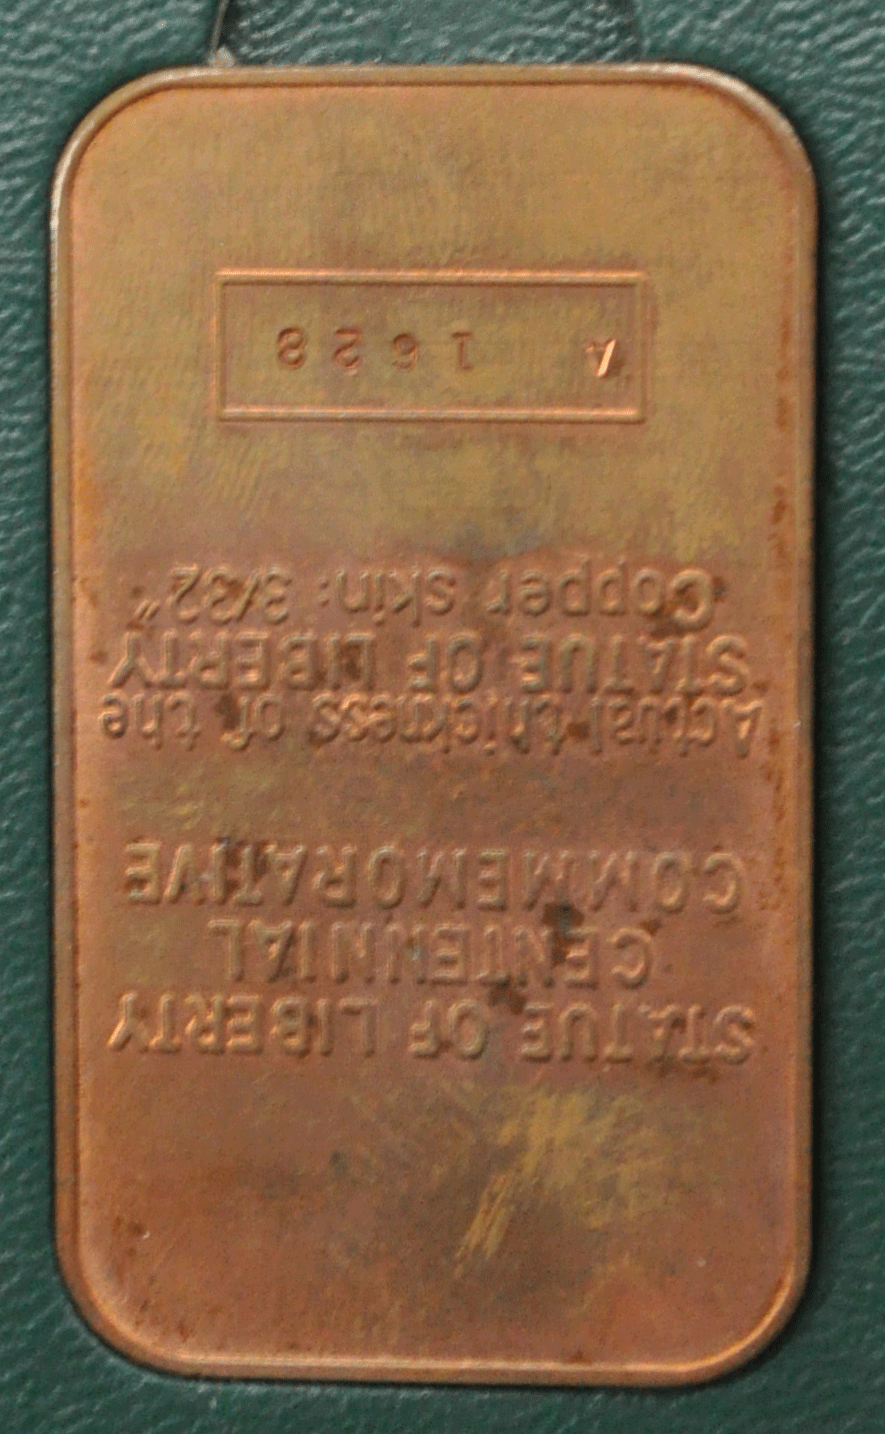 STATUE OF LIBERTY
CENTENNIAL
COMMEMORATIVE
Actual thickness of the
STATUE OF LIBERTY
Copper skin: 3/32"
A 1628